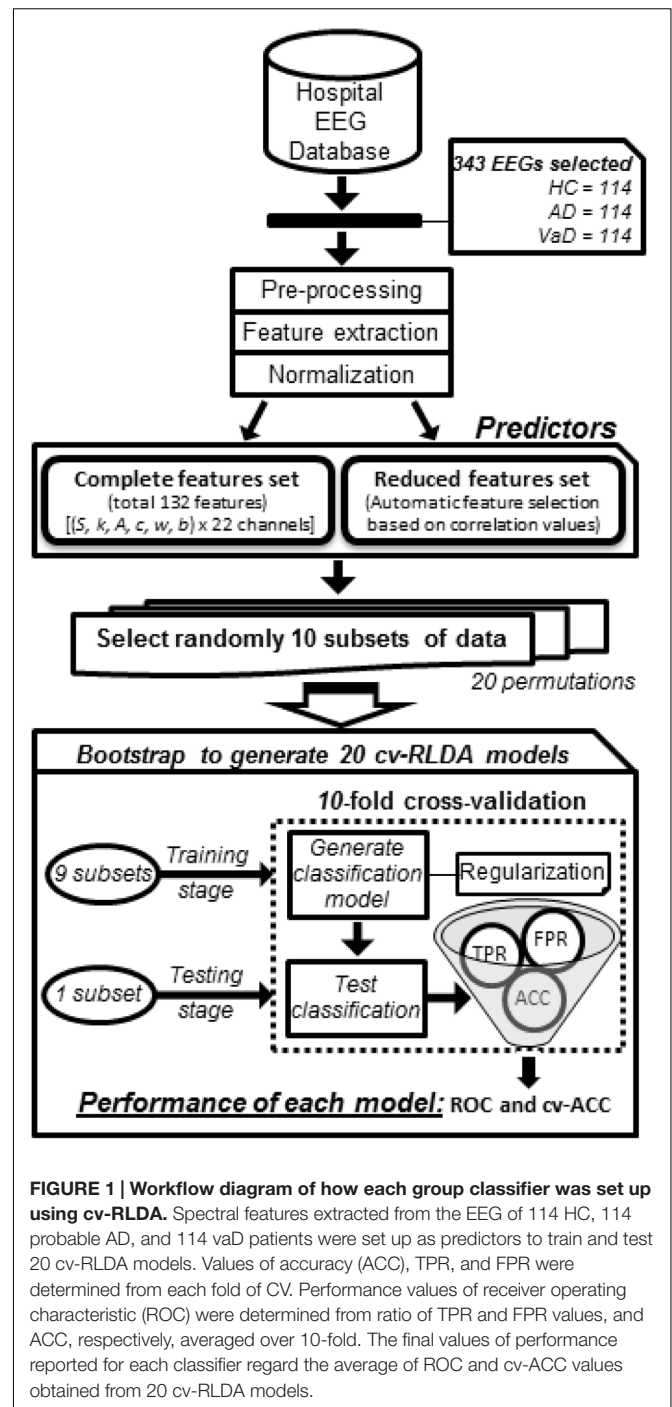 Hospital
EEG
Database
343 EEGs selected
HC = 114
AD = 114
VaD = 114
Pre-processing
Feature extraction
Normalization
Predictors
Complete features set
(total 132 features)
[(S, k, A, c, w, b) x 22 channels]
Reduced features set
(Automatic feature selection
based on correlation values)
Select randomly 10 subsets of data
20 permutations
Bootstrap to generate 20 cv-RLDA models
10-fold cross-validation
9 subsets
Training
stage
Generate
classification
model
Regularization
TPR
FPR
ACC
1 subset
Testing
stage
Test
classification
Performance of each model: ROC and cv-ACC
FIGURE 1 | Workflow diagram of how each group classifier was set up
using cv-RLDA. Spectral features extracted from the EEG of 114 HC, 114
probable AD, and 114 vaD patients were set up as predictors to train and test
20 cv-RLDA models. Values of accuracy (ACC), TPR, and FPR were
determined from each fold of CV. Performance values of receiver operating
characteristic (ROC) were determined from ratio of TPR and FPR values, and
ACC, respectively, averaged over 10-fold. The final values of performance
reported for each classifier regard the average of ROC and cv-ACC values
obtained from 20 cv-RLDA models.